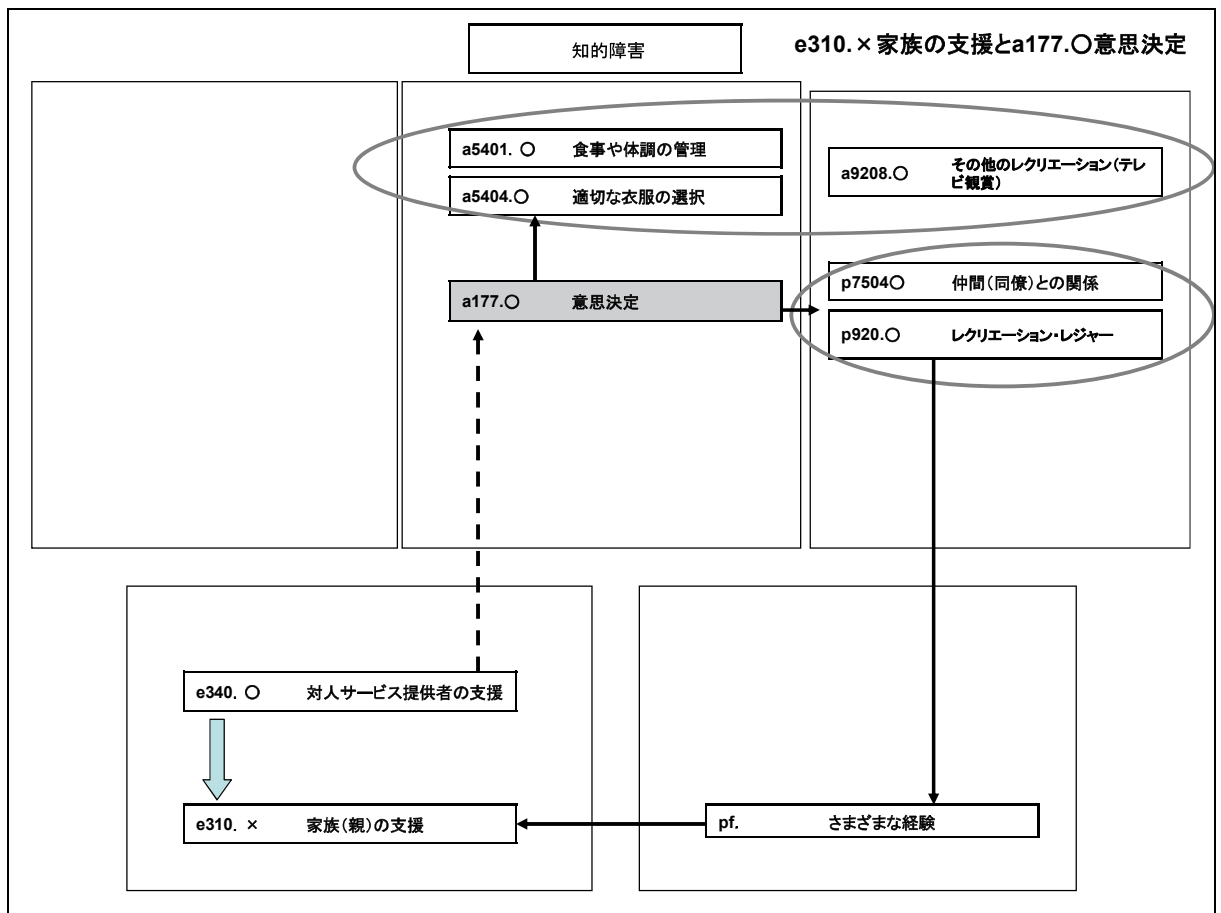 知的障害
e310.×家族の支援とa177.〇意思決定
a5401. 〇 食事や体調の管理
a5404.〇 適切な衣服の選択
a9208.〇 その他のレクリエーション(テレ
ビ観賞)
a177.〇 意思決定
p7504〇 仲間(同僚)との関係
p920.〇 レクリエーション・レジャー
e340. 〇 対人サービス提供者の支援
e310. × 家族(親)の支援
pf. さまざまな経験